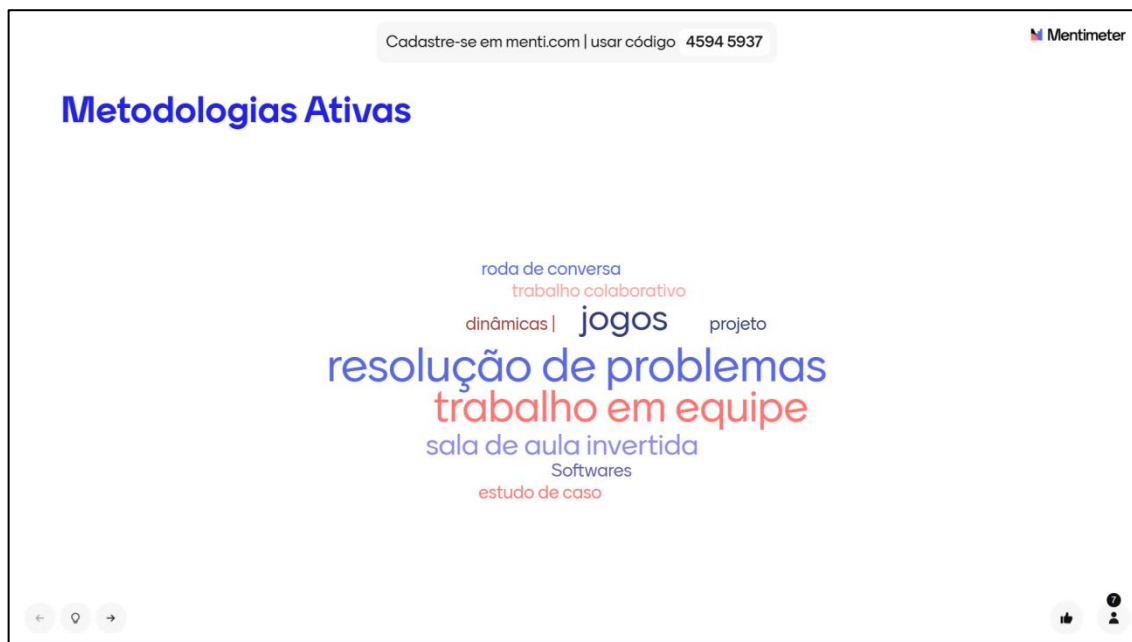 Cadastre-se em menti.com | usar código 4594 5937
Mentimeter
Metodologias Ativas
roda de conversa
trabalho colaborativo
dinâmicas | jogos projeto
resolução de problemas
trabalho em equipe
sala de aula invertida
Softwares
estudo de caso
7